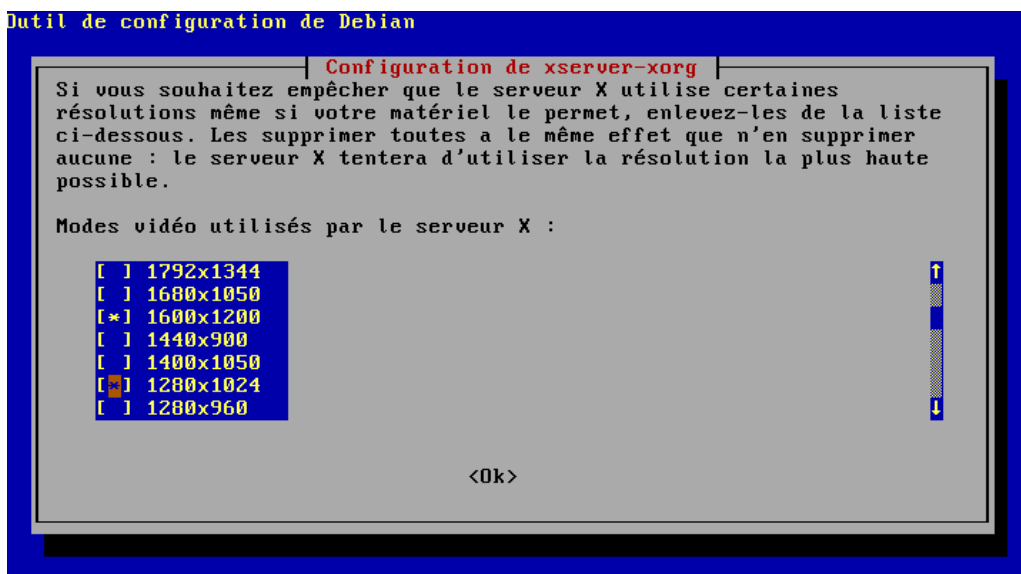 Outil de configuration de Debian
Configuration de xserver-xorg
Si vous souhaitez empêcher que le serveur X utilise certaines
résolutions même si votre matériel le permet, enlevez-les de la liste
ci-dessous. Les supprimer toutes a le même effet que n'en supprimer
aucune : le serveur X tentera d'utiliser la résolution la plus haute
possible.
Modes vidéo utilisés par le serveur X :
[ ] 1792x1344
[ ] 1680x1050
[*] 1600x1200
[ ] 1440x900
[ ] 1400x1050
[*] 1280x1024
[ ] 1280x960
<Ok>